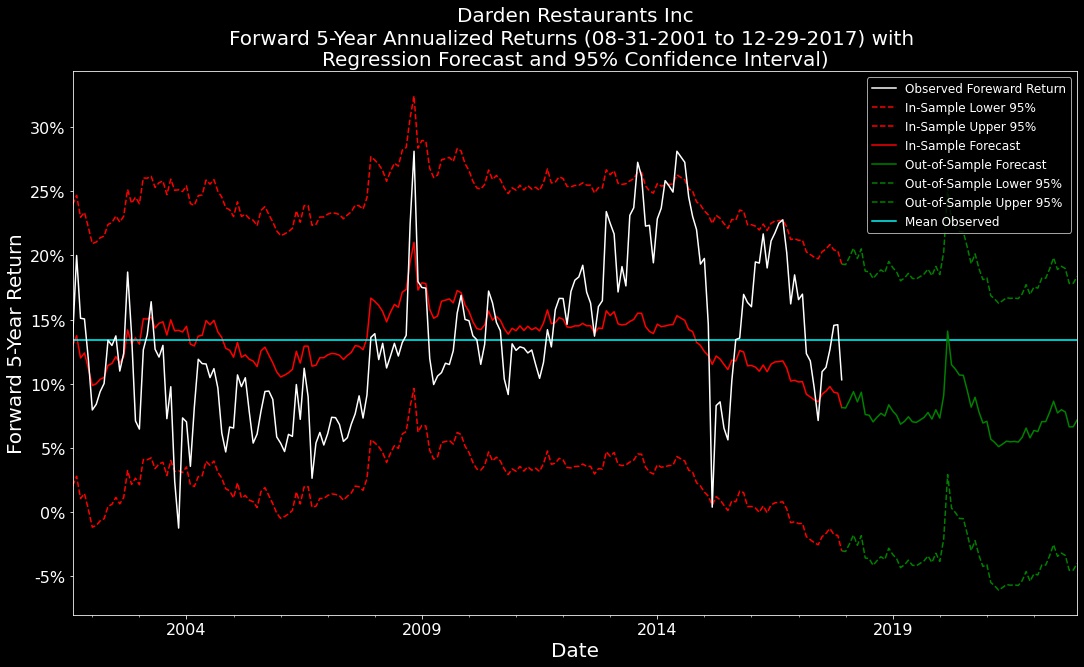 Darden Restaurants Inc
Forward 5-Year Annualized Returns (08-31-2001 to 12-29-2017) with
Regression Forecast and 95% Confidence Interval)
Observed Foreward Return
In-Sample Lower 95%
In-Sample Upper 95%
In-Sample Forecast
Out-of-Sample Forecast
Out-of-Sample Lower 95%
Out-of-Sample Upper 95%
Mean Observed
Forward 5-Year Return
30%
25%
20%
15%
10%
5%
0%
-5%
2004
2009
2014
2019
Date